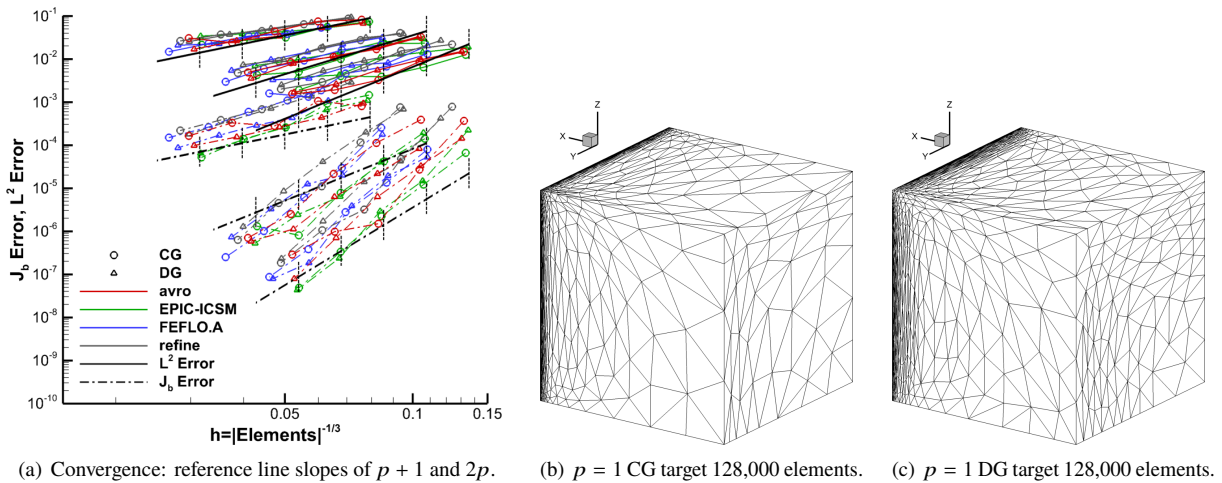 10^-1
10^-2
10^-3
10^-4
10^-5
10^-6
10^-7
10^-8
10^-9
10^-10
J_b Error, L^2 Error
CG
DG
avro
EPIC-ICSM
FEFLO.A
refine
L^2 Error
J_b Error
0.05
0.1
0.15
h=|Elements|^-1/3
Z
X
Y
Z
X
Y
(a) Convergence: reference line slopes of p + 1 and 2p.
(b) p = 1 CG target 128,000 elements.
(c) p = 1 DG target 128,000 elements.